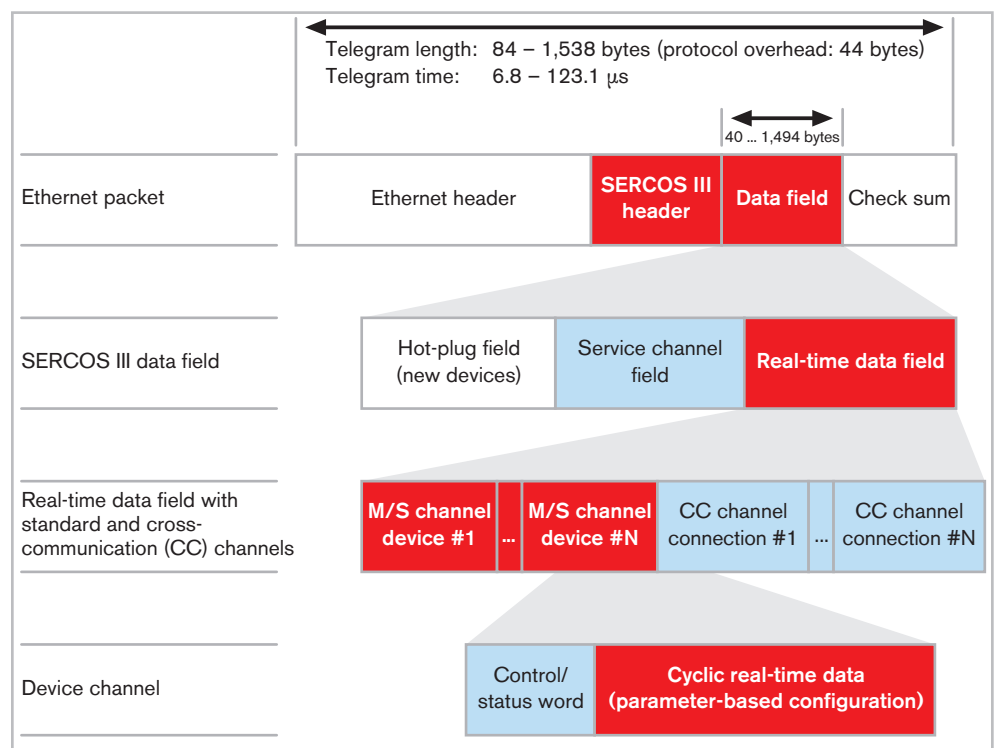 Telegram length: 84 – 1,538 bytes (protocol overhead: 44 bytes)
Telegram time: 6.8 – 123.1 μs
40 ... 1,494 bytes
Ethernet packet
Ethernet header
SERCOS III
header
Data field
Check sum
SERCOS III data field
Hot-plug field
(new devices)
Service channel
field
Real-time data field
Real-time data field with
standard and cross-
communication (CC) channels
M/S channel
device #1
...
M/S channel
device #N
CC channel
connection #1
...
CC channel
connection #N
Device channel
Control/
status word
Cyclic real-time data
(parameter-based configuration)